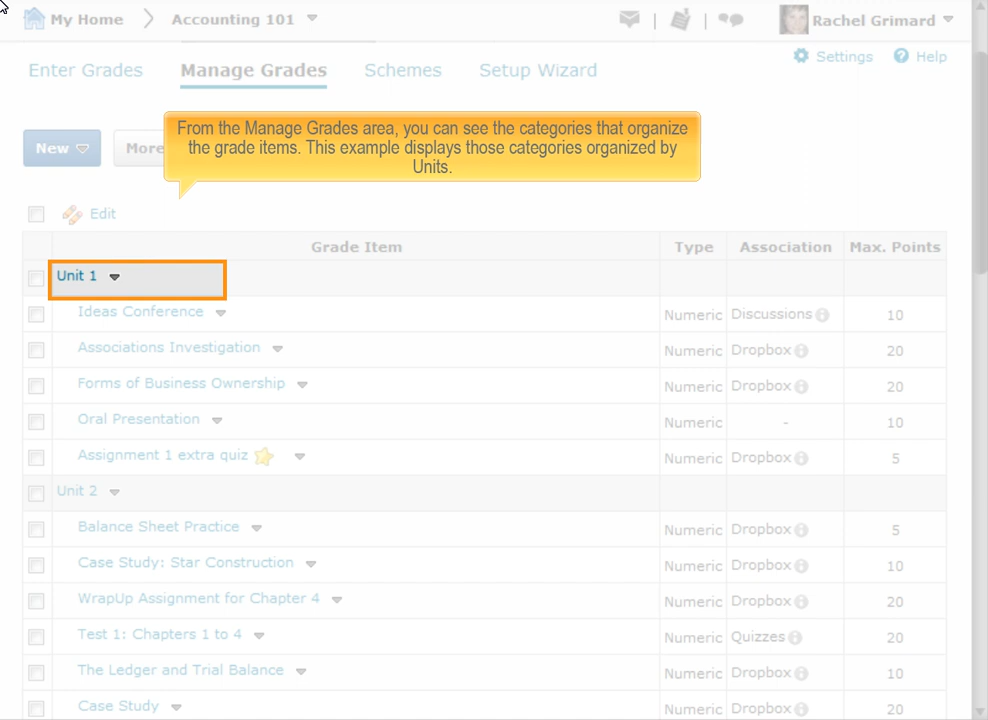 My Home Accounting 101 Rachel Grimard
Settings Help
Enter Grades Manage Grades Schemes Setup Wizard
From the Manage Grades area, you can see the categories that organize
the grade items. This example displays those categories organized by
Units.
New More
Edit
Grade Item Type Association Max. Points
Unit 1
Ideas Conference Numeric Discussions 10
Associations Investigation Numeric Dropbox 20
Forms of Business Ownership Numeric Dropbox 20
Oral Presentation Numeric - 10
Assignment 1 extra quiz Numeric Dropbox 5
Unit 2
Balance Sheet Practice Numeric Dropbox 5
Case Study: Star Construction Numeric Dropbox 10
WrapUp Assignment for Chapter 4 Numeric Dropbox 20
Test 1: Chapters 1 to 4 Numeric Quizzes 20
The Ledger and Trial Balance Numeric Dropbox 10
Case Study Numeric Dropbox 20